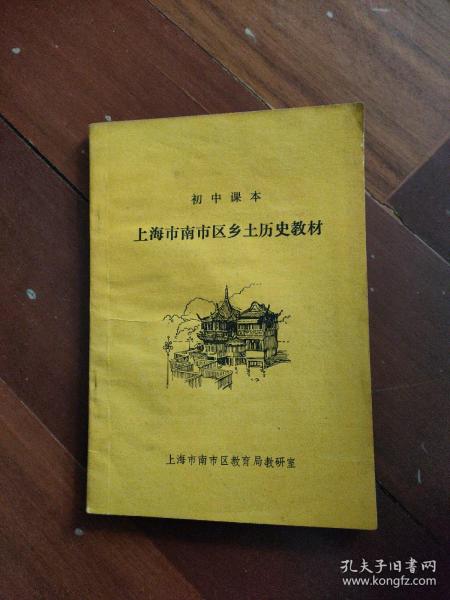 初中课本
上海市南市区乡土历史教材
上海市南市区教育局教研室
孔夫子旧书网
www.kongfz.com